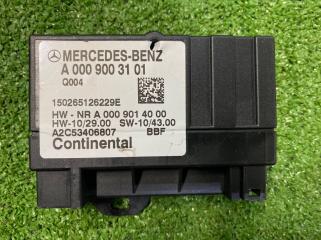 MERCEDES-BENZ
A 000 900 31 01
Q004
150265126229E
HW - NR A 000 901 40 00
HW-10/29.00 SW-10/43.00
A2C53406807 BBF
Continental